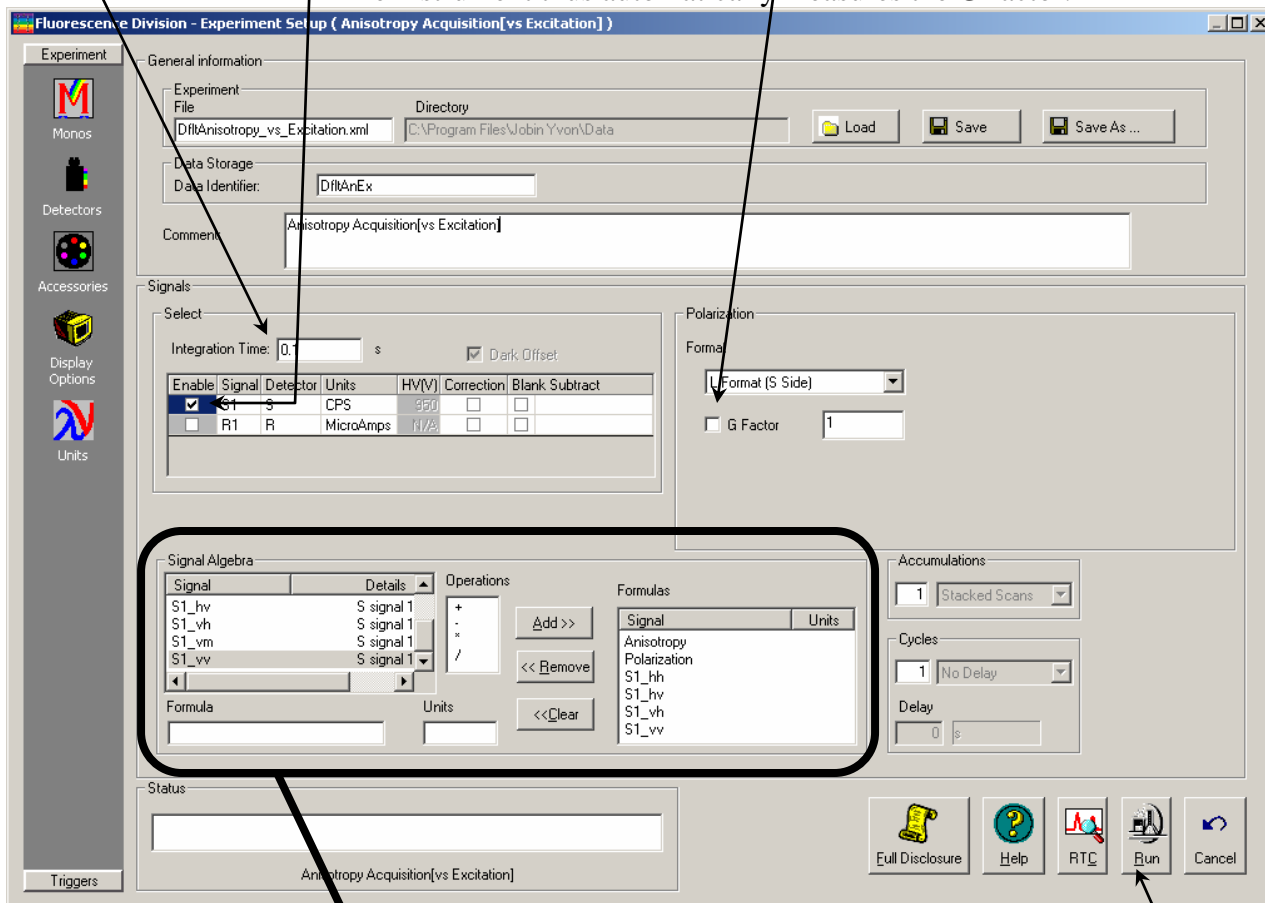 Fluorescence Division - Experiment Setup ( Anisotropy Acquisition[vs Excitation] )
Experiment
Monos
Detectors
Accessories
Display
Options
Units
Triggers
General information
Experiment
File
Directory
DfltAnisotropy_vs_Excitation.xml
C:\Program Files\Jobin Yvon\Data
Load
Save
Save As ...
Data Storage
Data Identifier:
DfltAnEx
Comment:
Anisotropy Acquisition[vs Excitation]
Signals
Select
Integration Time: 0.1 s
Dark Offset
Enable Signal Detector Units HV(V) Correction Blank Subtract
S1 S CPS 950
R1 R MicroAmps N/A
Polarization
Format
L Format (S Side)
G Factor 1
Signal Algebra
Signal Details
S1_hv S signal 1
S1_vh S signal 1
S1_vm S signal 1
S1_vv S signal 1
Operations
+
-
*
/
Add >>
<< Remove
<<Clear
Formula
Units
Formulas
Signal Units
Anisotropy
Polarization
S1_hh
S1_hv
S1_vh
S1_vv
Accumulations
1 Stacked Scans
Cycles
1 No Delay
Delay
0 s
Status
Anisotropy Acquisition[vs Excitation]
Full Disclosure
Help
RTC
Run
Cancel